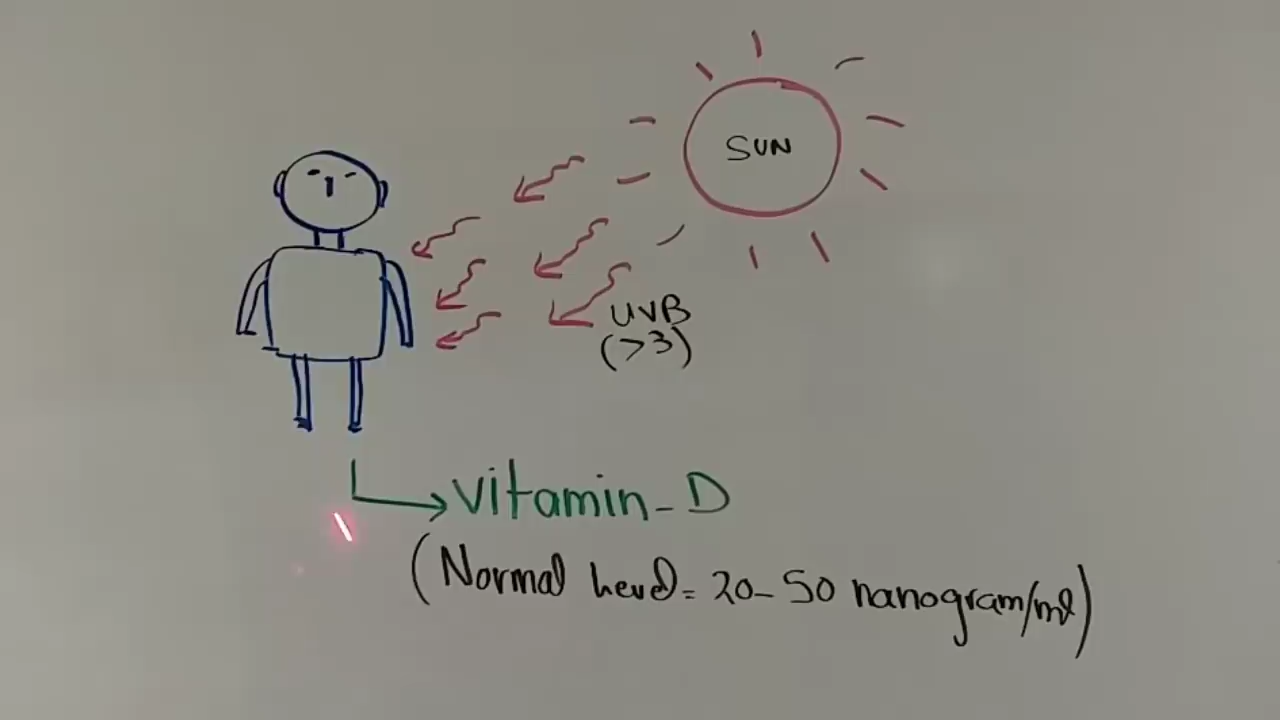 SUN
UVB
(>3)
Vitamin-D
(Normal level = 20-50 nanogram/ml)